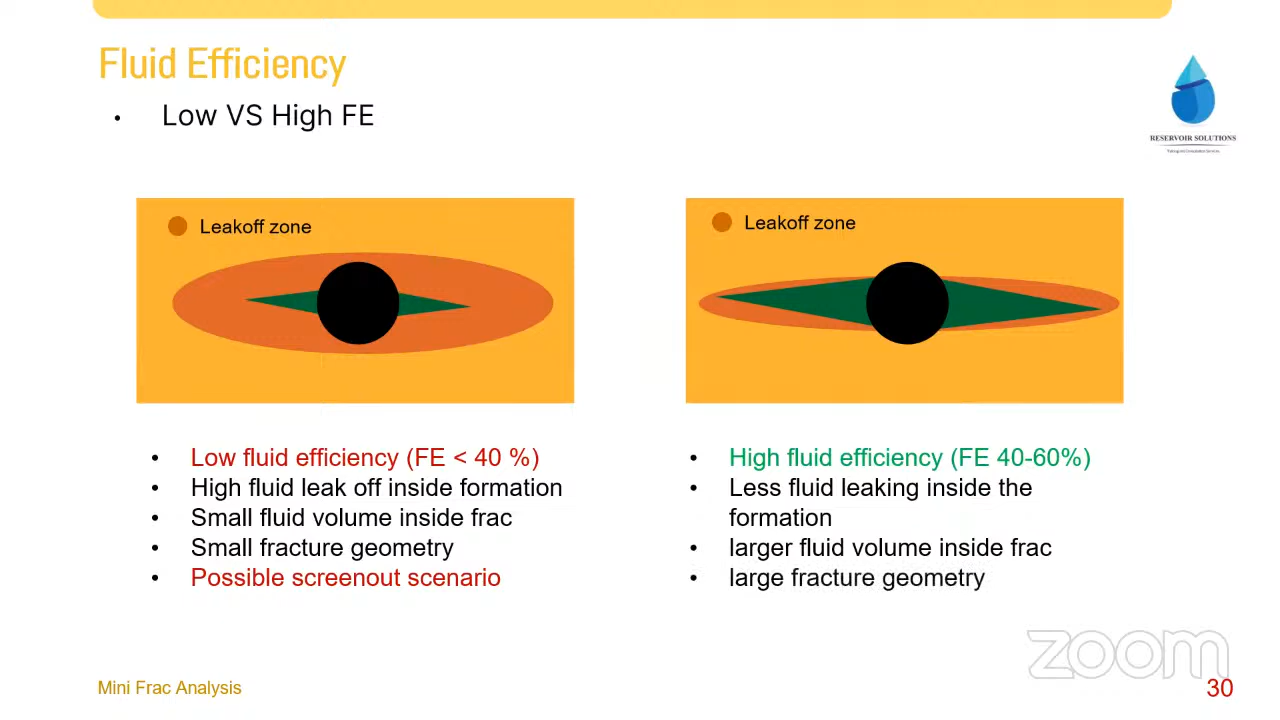 Fluid Efficiency
• Low VS High FE
RESERVOIR SOLUTIONS
Leakoff zone
Leakoff zone
• Low fluid efficiency (FE < 40 %)
• High fluid leak off inside formation
• Small fluid volume inside frac
• Small fracture geometry
• Possible screenout scenario
• High fluid efficiency (FE 40-60%)
• Less fluid leaking inside the
formation
• larger fluid volume inside frac
• large fracture geometry
zoom
Mini Frac Analysis
30